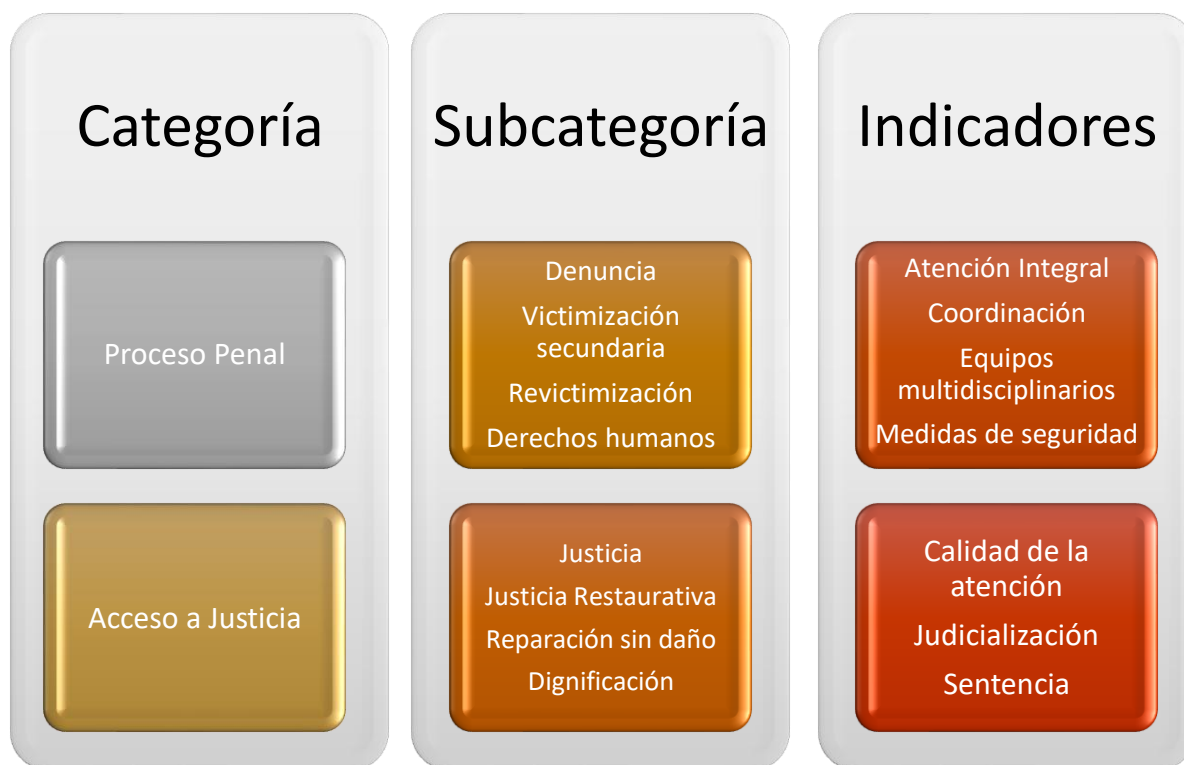 Categoría
Proceso Penal
Acceso a Justicia
Subcategoría
Denuncia
Victimización
secundaria
Revictimización
Derechos humanos
Justicia
Justicia Restaurativa
Reparación sin daño
Dignificación
Indicadores
Atención Integral
Coordinación
Equipos
multidisciplinarios
Medidas de seguridad
Calidad de la
atención
Judicialización
Sentencia